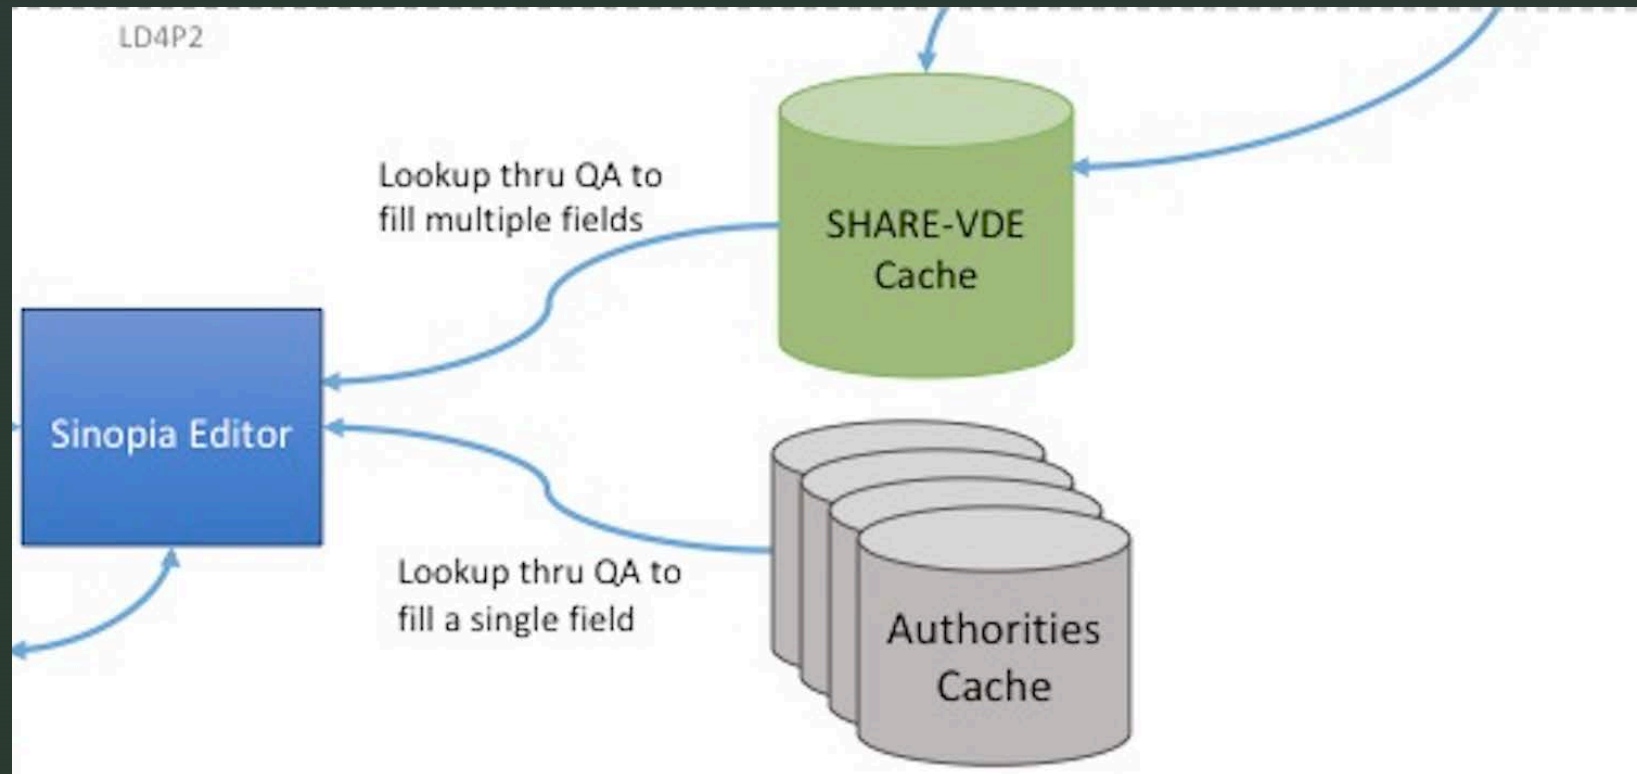 LD4P2
Lookup thru QA to
fill multiple fields
SHARE-VDE
Cache
Sinopia Editor
Lookup thru QA to
fill a single field
Authorities
Cache